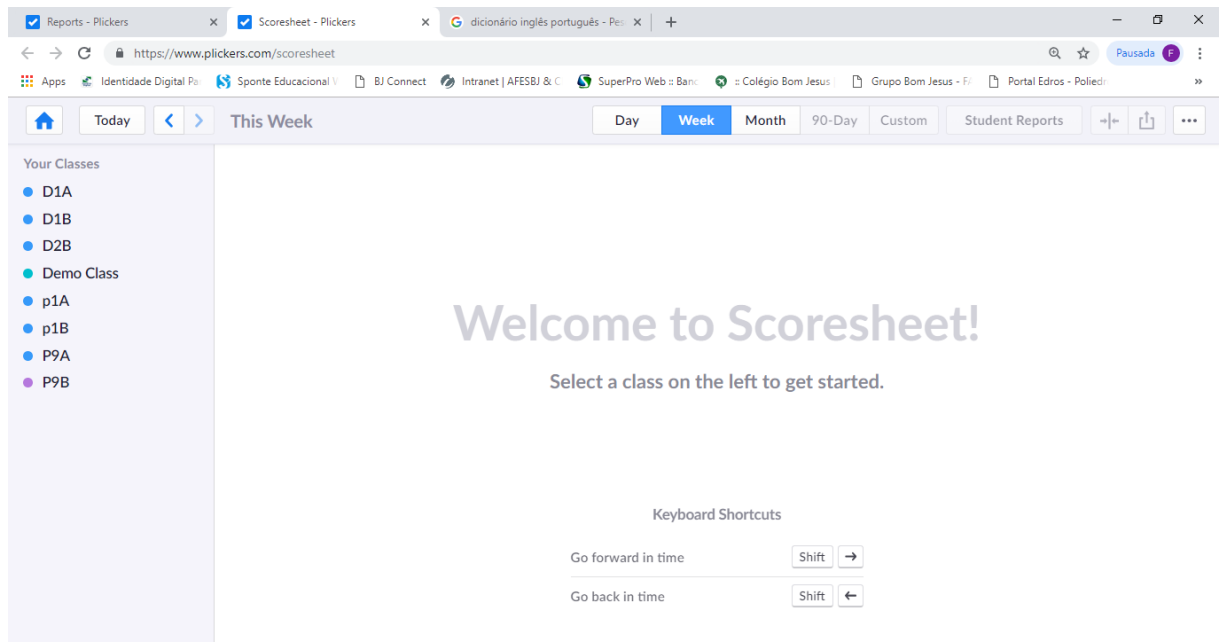 Reports - Plickers
Scoresheet - Plickers
dicionário inglês português - Pes
https://www.plickers.com/scoresheet
Pausada F
Apps Identidade Digital Pa Sponte Educacional BJ Connect Intranet | AFESBJ & C SuperPro Web :: Banc :: Colégio Bom Jesus Grupo Bom Jesus - F Portal Edros - Poliedr
Today This Week Day Week Month 90-Day Custom Student Reports
Your Classes
D1A
D1B
D2B
Demo Class
p1A
p1B
P9A
P9B
Welcome to Scoresheet!
Select a class on the left to get started.
Keyboard Shortcuts
Go forward in time Shift →
Go back in time Shift ←